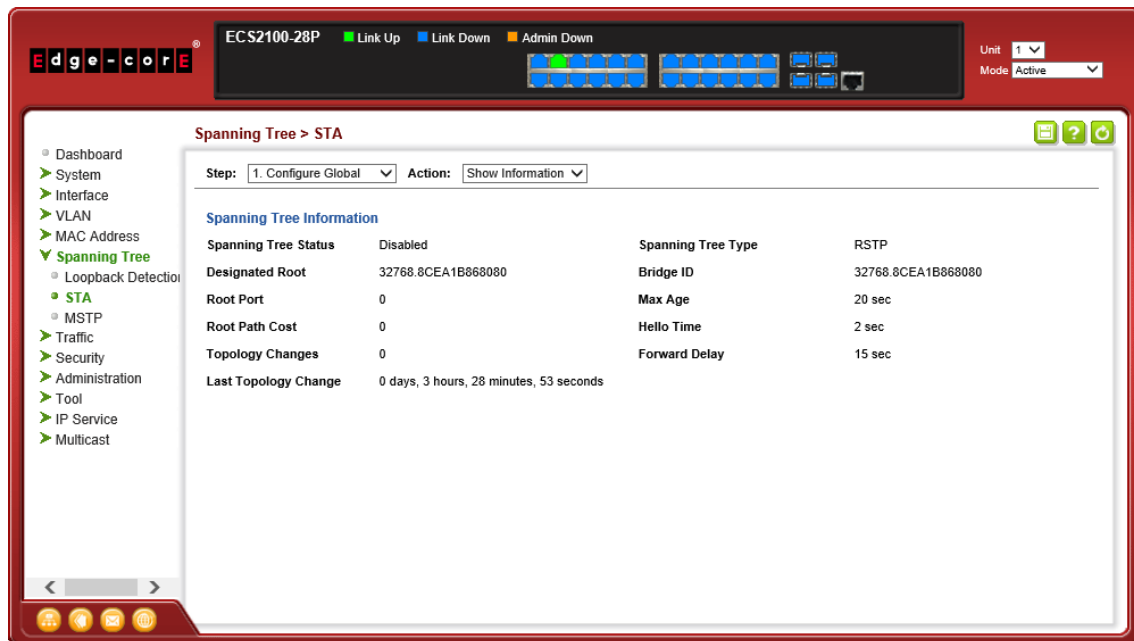 Edge-corE®
ECS2100-28P Link Up Link Down Admin Down
Unit 1
Mode Active
Spanning Tree > STA
?
Dashboard
System
Interface
VLAN
MAC Address
Spanning Tree
Loopback Detection
STA
MSTP
Traffic
Security
Administration
Tool
IP Service
Multicast
Step: 1. Configure Global Action: Show Information
Spanning Tree Information
Spanning Tree Status Disabled Spanning Tree Type RSTP
Designated Root 32768.8CEA1B868080 Bridge ID 32768.8CEA1B868080
Root Port 0 Max Age 20 sec
Root Path Cost 0 Hello Time 2 sec
Topology Changes 0 Forward Delay 15 sec
Last Topology Change 0 days, 3 hours, 28 minutes, 53 seconds